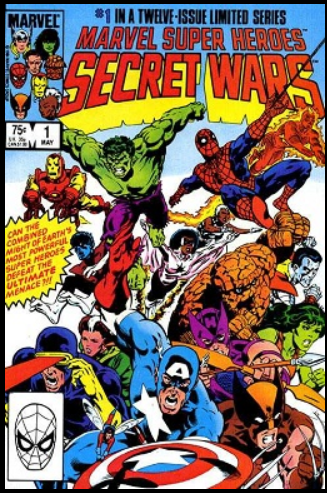 #1 IN A TWELVE-ISSUE LIMITED SERIES
MARVEL
MARVEL SUPER HEROES
SECRET WARS
75¢
1
MAY
CAN THE
COMBINED
MIGHT OF EARTH'S
MOST POWERFUL
SUPER HEROES
DEFEAT THE
ULTIMATE
MENACE?!!